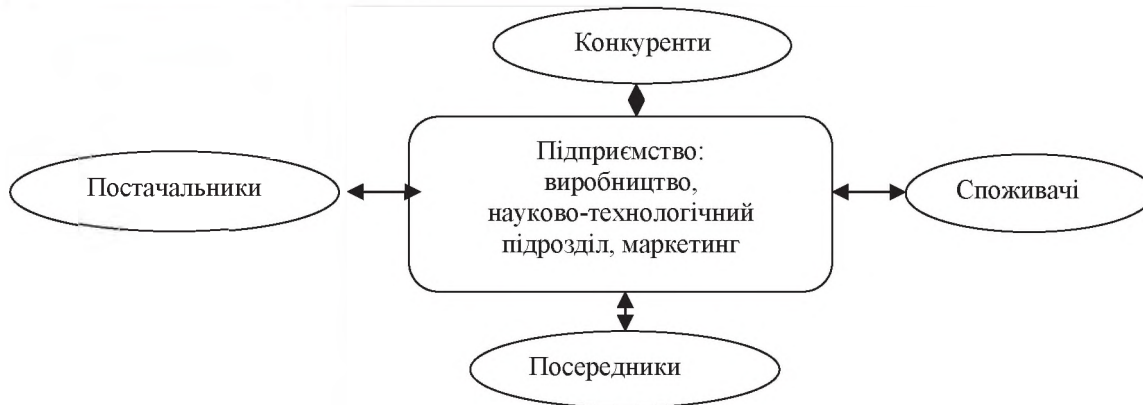 Конкуренти
Підприємство:
виробництво,
науково-технологічний
підрозділ, маркетинг
Постачальники
Споживачі
Посередники